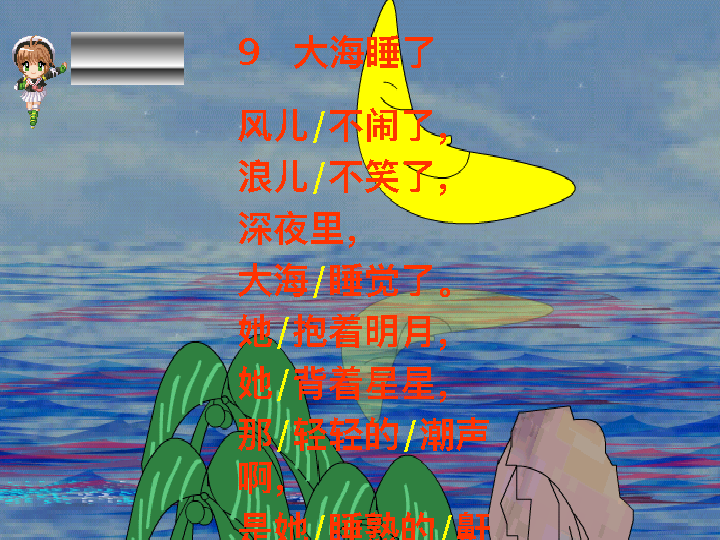 9 大海睡了
风儿/不闹了,
浪儿/不笑了,
深夜里,
大海/睡觉了。
她/抱着明月,
她/背着星星,
那/轻轻的/潮声
啊,
是她/睡熟的/鼾